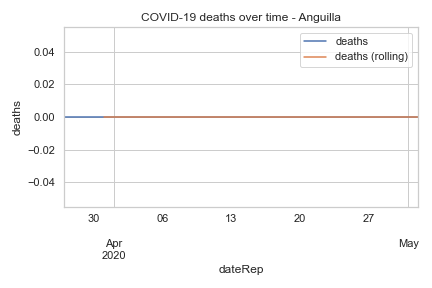 COVID-19 deaths over time - Anguilla
deaths
deaths (rolling)
0.04
0.02
0.00
−0.02
−0.04
deaths
30
06
13
20
27
Apr
2020
May
dateRep